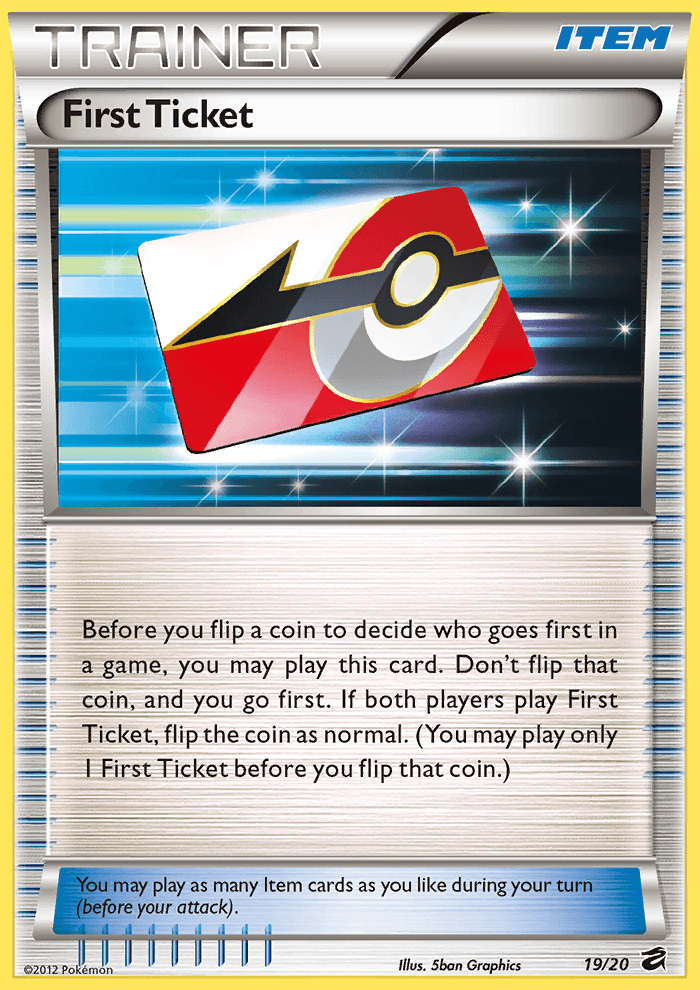 TRAINER
ITEM
First Ticket
Before you flip a coin to decide who goes first in
a game, you may play this card. Don't flip that
coin, and you go first. If both players play First
Ticket, flip the coin as normal. (You may play only
1 First Ticket before you flip that coin.)
You may play as many Item cards as you like during your turn
(before your attack).
©2012 Pokémon
Illus. 5ban Graphics
19/20